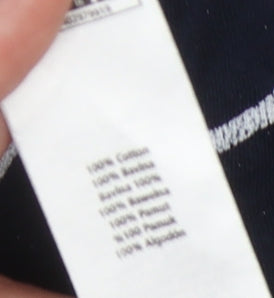 100% Cotton
100% Bavlna
Bavlna 100%
100% Bawełna
100% Pamut
%100 Pamuk
100% Algodón